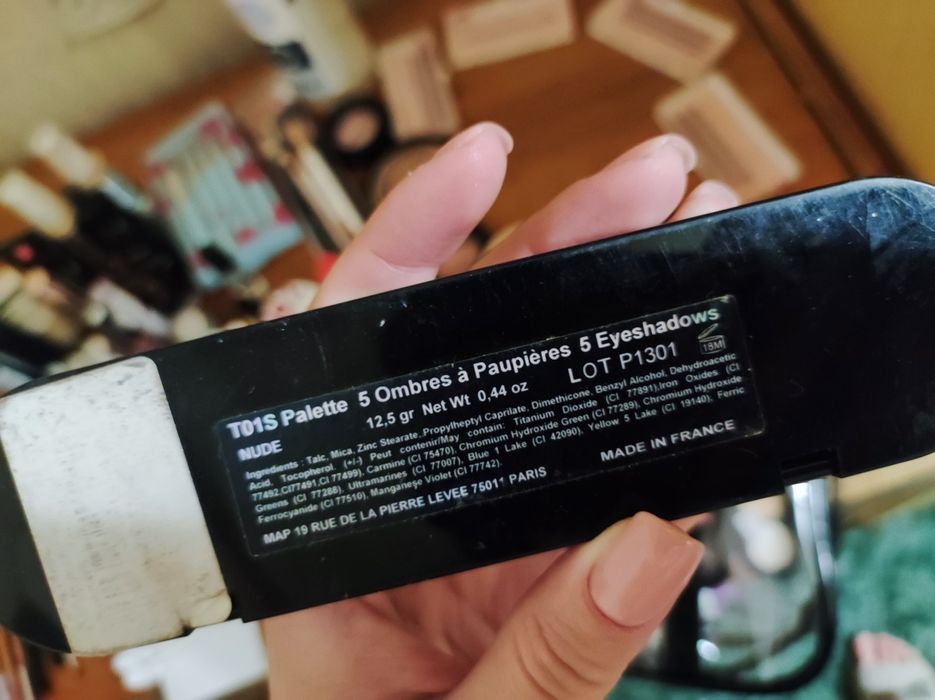 T01S Palette 5 Ombres à Paupières 5 Eyeshadows
12,5 gr Net Wt 0,44 oz LOT P1301 18M
NUDE
Ingredients : Talc, Mica, Zinc Stearate, Propylheptyl Caprilate, Dimethicone, Benzyl Alcohol, Dehydroacetic
Acid, Tocopherol. (+/-) Peut contenir/May contain: Titanium Dioxide (CI 77891),Iron Oxides (CI
77492,CI77491,CI 77499), Carmine (CI 75470), Chromium Hydroxide Green (CI 77289), Chromium Hydroxide
Greens (CI 77288), Ultramarines (CI 77007), Blue 1 Lake (CI 42090), Yellow 5 Lake (CI 19140), Ferric
Ferrocyanide (CI 77510), Manganese Violet (CI 77742).
MAP 19 RUE DE LA PIERRE LEVEE 75011 PARIS MADE IN FRANCE